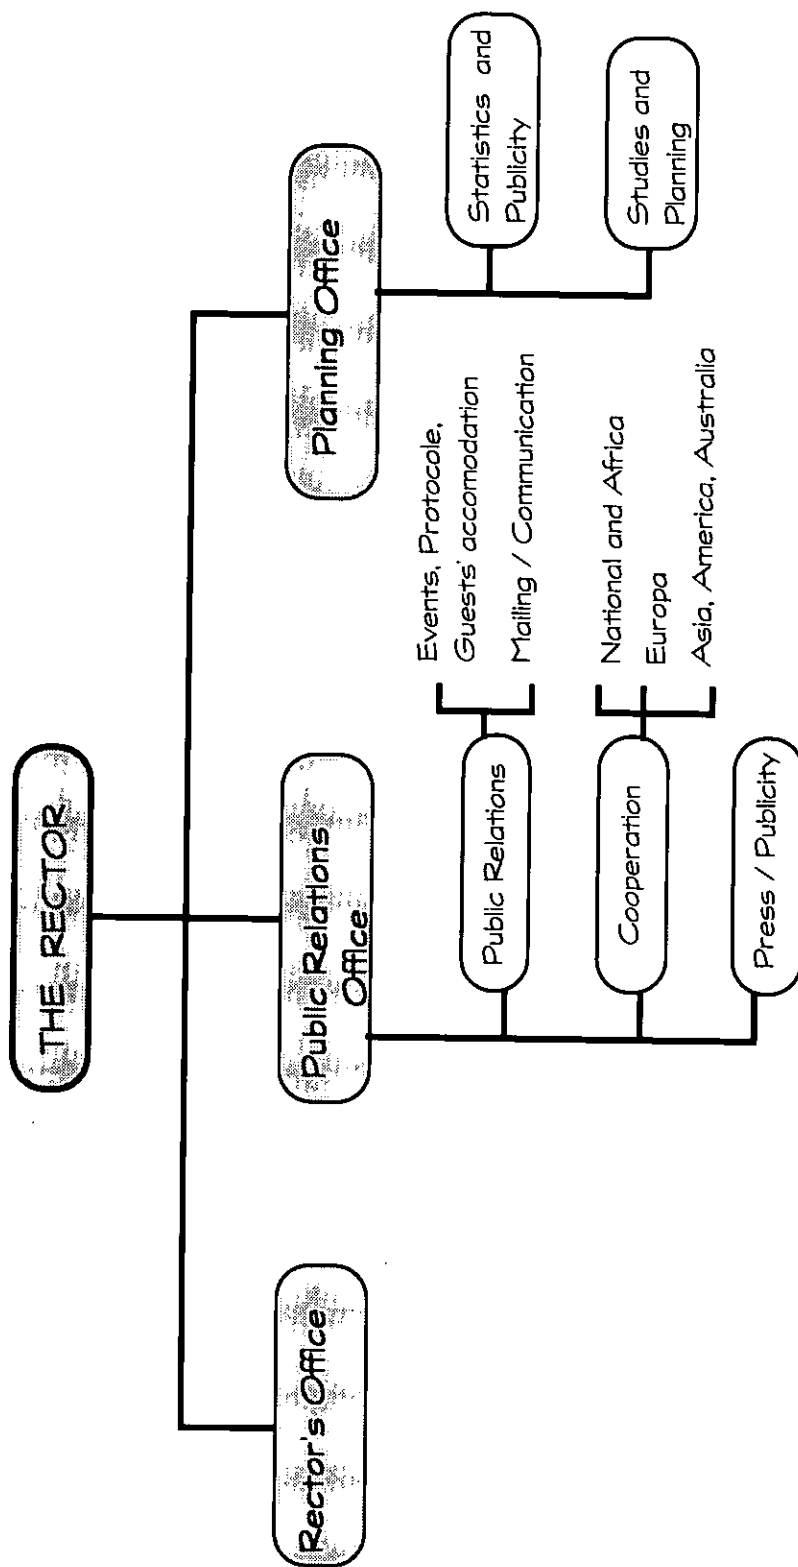 THE RECTOR
Rector's Office
Public Relations
Office
Planning Office
Public Relations
Events, Protocole,
Guests' accomodation
Mailing / Communication
Cooperation
National and Africa
Europa
Asia, America, Australia
Press / Publicity
Statistics and
Publicity
Studies and
Planning